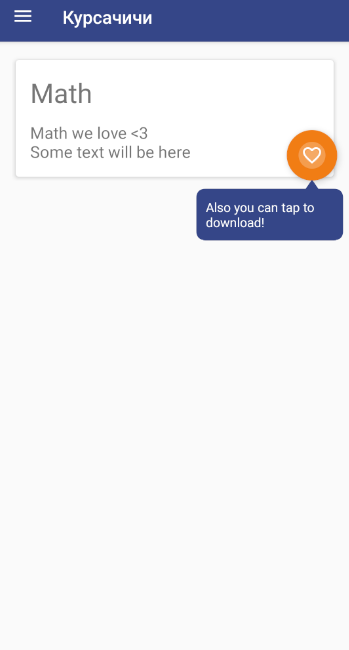 Курсачичи
Math
Math we love <3
Some text will be here
Also you can tap to
download!